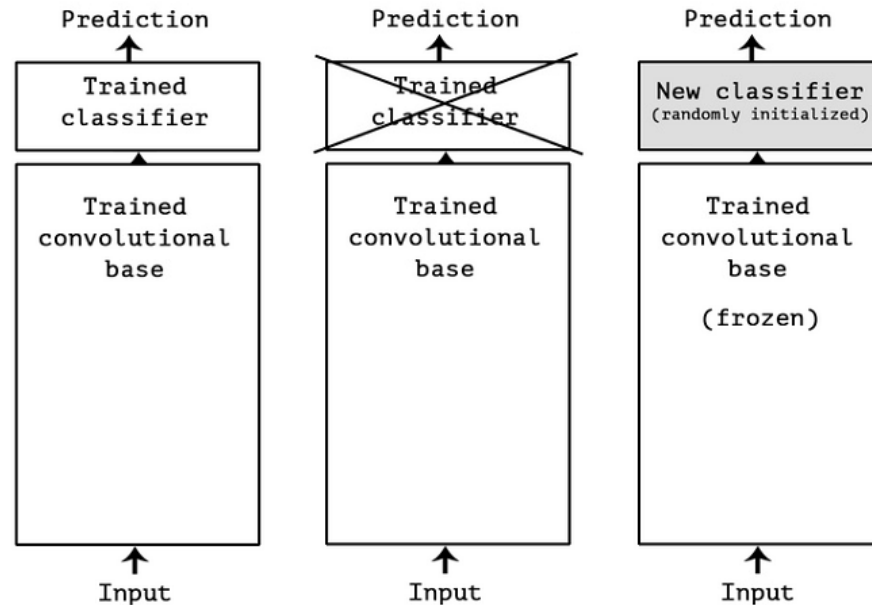 Prediction
Trained
classifier
Trained
convolutional
base
Input
Prediction
Trained
classifier
Trained
convolutional
base
Input
Prediction
New classifier
(randomly initialized)
Trained
convolutional
base
(frozen)
Input